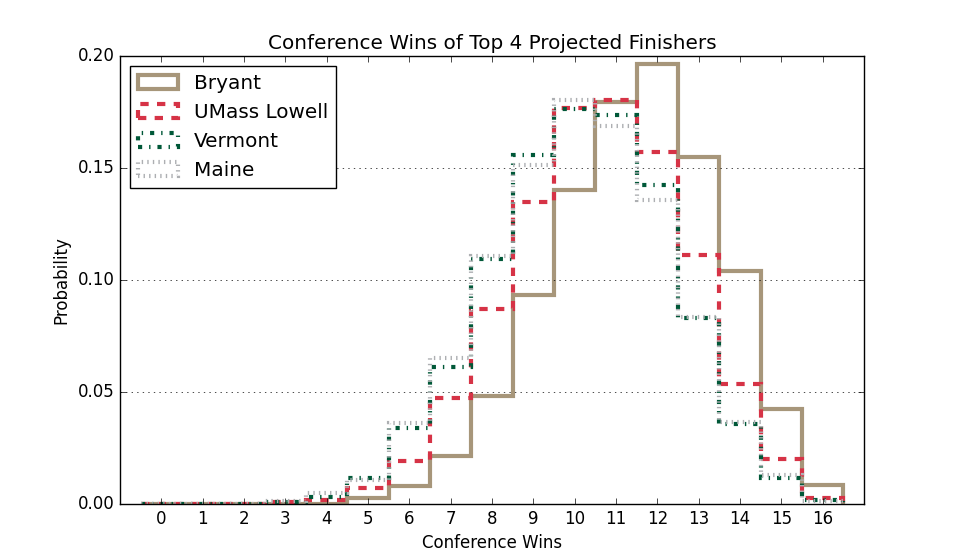 Conference Wins of Top 4 Projected Finishers
Bryant
UMass Lowell
Vermont
Maine
0.20
0.15
0.10
0.05
0.00
Probability
0 1 2 3 4 5 6 7 8 9 10 11 12 13 14 15 16
Conference Wins